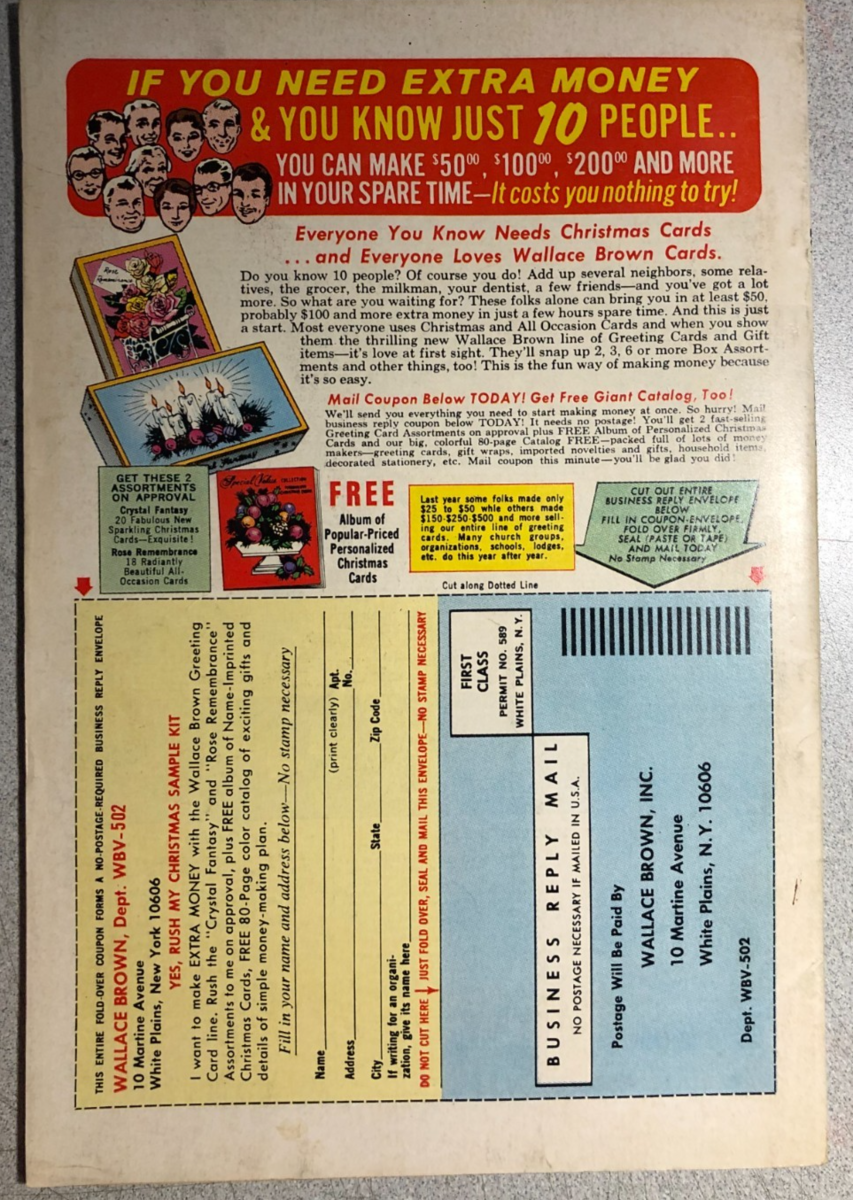 IF YOU NEED EXTRA MONEY
& YOU KNOW JUST 10 PEOPLE..
YOU CAN MAKE $50⁰⁰, $100⁰⁰, $200⁰⁰ AND MORE
IN YOUR SPARE TIME—It costs you nothing to try!
Everyone You Know Needs Christmas Cards
...and Everyone Loves Wallace Brown Cards.
Do you know 10 people? Of course you do! Add up several neighbors, some rela-
tives, the grocer, the milkman, your dentist, a few friends—and you've got a lot
more. So what are you waiting for? These folks alone can bring you in at least $50,
probably $100 and more extra money in just a few hours spare time. And this is just
a start. Most everyone uses Christmas and All Occasion Cards and when you show
them the thrilling new Wallace Brown line of Greeting Cards and Gift
items—it's love at first sight. They'll snap up 2, 3, 6 or more Box Assort-
ments and other things, too! This is the fun way of making money because
it's so easy.
Rose
Remembrance
Mail Coupon Below TODAY! Get Free Giant Catalog, Too!
We'll send you everything you need to start making money at once. So hurry! Mail
business reply coupon below TODAY! It needs no postage! You'll get 2 fast-selling
Greeting Card Assortments on approval plus FREE Album of Personalized Christmas
Cards and our big, colorful 80-page Catalog FREE—packed full of lots of money
makers—greeting cards, gift wraps, imported novelties and gifts, household items,
decorated stationery, etc. Mail coupon this minute—you'll be glad you did!
Fantasy
GET THESE 2
ASSORTMENTS
ON APPROVAL
Crystal Fantasy
20 Fabulous New
Sparkling Christmas
Cards—Exquisite!
Rose Remembrance
18 Radiantly
Beautiful All-
Occasion Cards
Special Value COLLECTION
FREE
Album of
Popular-Priced
Personalized
Christmas
Cards
Last year some folks made only
$25 to $50 while others made
$150-$250-$500 and more sell-
ing our entire line of greeting
cards. Many church groups,
organizations, schools, lodges,
etc. do this year after year.
CUT OUT ENTIRE
BUSINESS REPLY ENVELOPE
BELOW
FILL IN COUPON-ENVELOPE,
FOLD OVER FIRMLY,
SEAL (PASTE OR TAPE)
AND MAIL TODAY
No Stamp Necessary
Cut along Dotted Line
THIS ENTIRE FOLD-OVER COUPON FORMS A NO-POSTAGE-REQUIRED BUSINESS REPLY ENVELOPE
WALLACE BROWN, Dept. WBV-502
10 Martine Avenue
White Plains, New York 10606
YES, RUSH MY CHRISTMAS SAMPLE KIT
I want to make EXTRA MONEY with the Wallace Brown Greeting
Card line. Rush the "Crystal Fantasy" and "Rose Remembrance"
Assortments to me on approval, plus FREE album of Name-Imprinted
Christmas Cards, FREE 80-Page color catalog of exciting gifts and
details of simple money-making plan.
Fill in your name and address below—No stamp necessary
Name
(print clearly) Apt.
Address No.
City State Zip Code
If writing for an organi-
zation, give its name here
DO NOT CUT HERE JUST FOLD OVER, SEAL AND MAIL THIS ENVELOPE—NO STAMP NECESSARY
FIRST
CLASS
PERMIT NO. 589
WHITE PLAINS, N.Y.
BUSINESS REPLY MAIL
NO POSTAGE NECESSARY IF MAILED IN U.S.A.
Postage Will Be Paid By
WALLACE BROWN, INC.
10 Martine Avenue
White Plains, N.Y. 10606
Dept. WBV-502